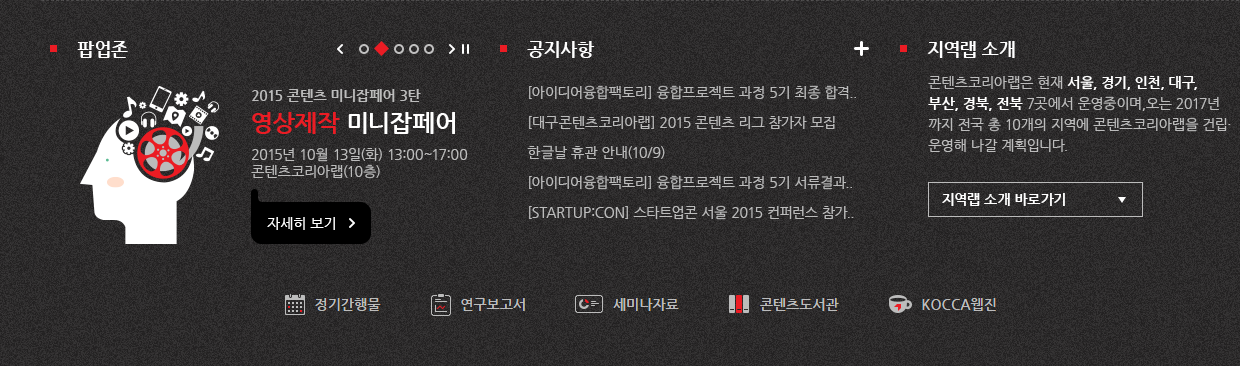 팝업존
2015 콘텐츠 미니잡페어 3탄
영상제작 미니잡페어
2015년 10월 13일(화) 13:00~17:00
콘텐츠코리아랩(10층)
자세히 보기
공지사항
[아이디어융합팩토리] 융합프로젝트 과정 5기 최종 합격..
[대구콘텐츠코리아랩] 2015 콘텐츠 리그 참가자 모집
한글날 휴관 안내(10/9)
[아이디어융합팩토리] 융합프로젝트 과정 5기 서류결과..
[STARTUP:CON] 스타트업콘 서울 2015 컨퍼런스 참가..
지역랩 소개
콘텐츠코리아랩은 현재 서울, 경기, 인천, 대구,
부산, 경북, 전북 7곳에서 운영중이며,오는 2017년
까지 전국 총 10개의 지역에 콘텐츠코리아랩을 건립·
운영해 나갈 계획입니다.
지역랩 소개 바로가기
정기간행물
연구보고서
세미나자료
콘텐츠도서관
KOCCA웹진